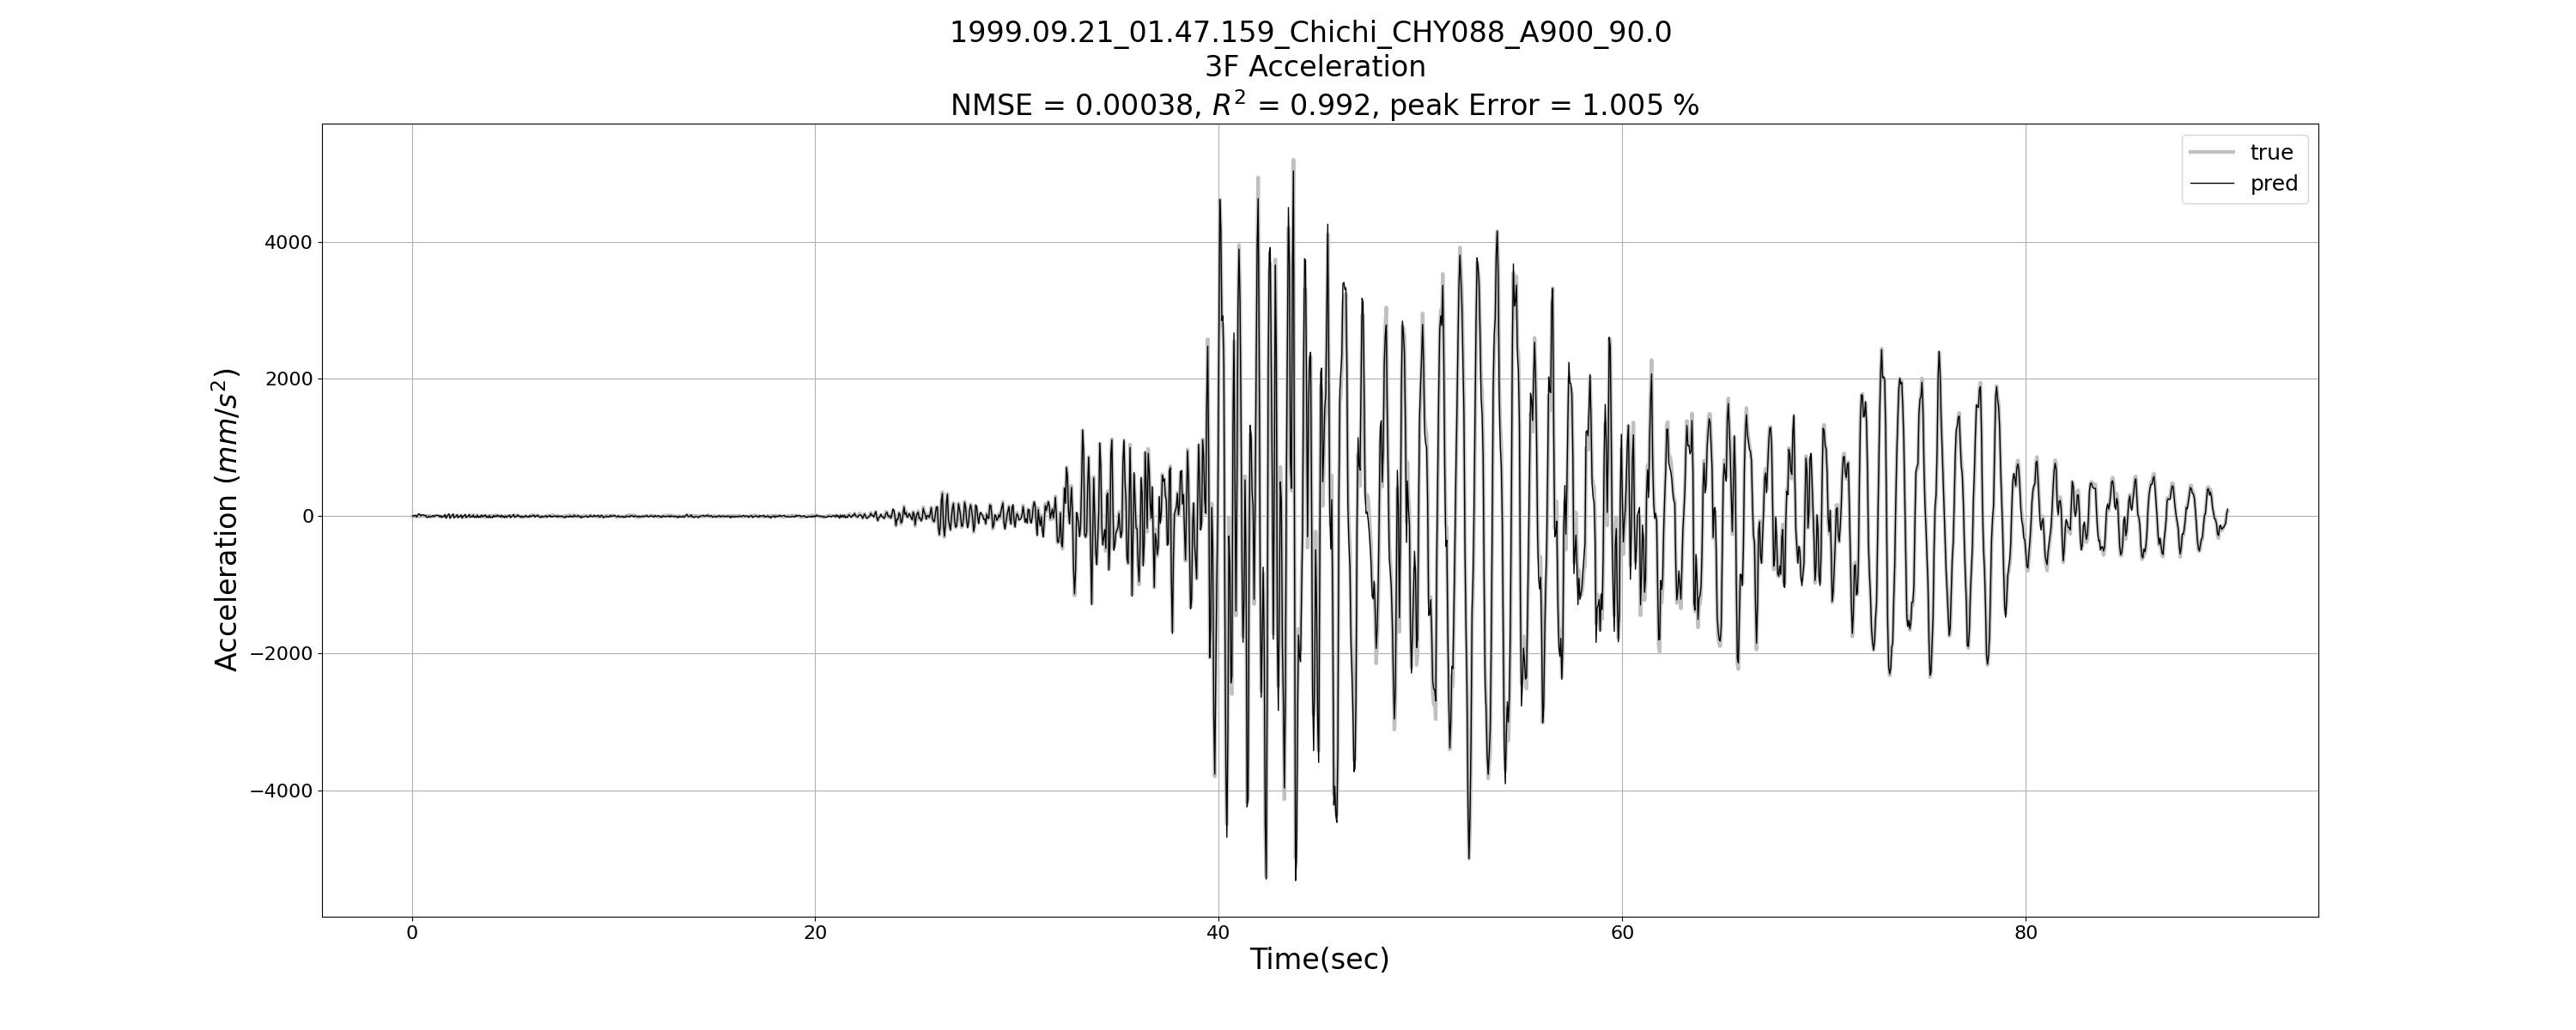 1999.09.21_01.47.159_Chichi_CHY088_A900_90.0
3F Acceleration
NMSE = 0.00038, R² = 0.992, peak Error = 1.005 %
true
pred
Acceleration (mm/s²)
4000
2000
0
−2000
−4000
0 20 40 60 80
Time(sec)